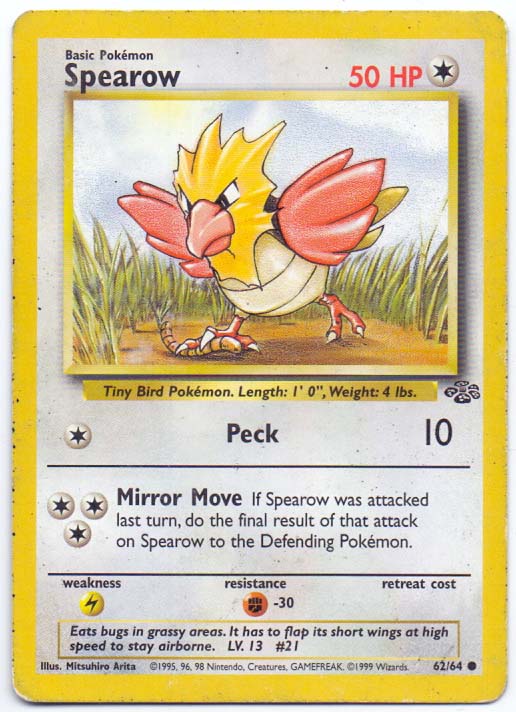 Basic Pokémon
Spearow 50 HP
Tiny Bird Pokémon. Length: 1' 0", Weight: 4 lbs.
Peck 10
Mirror Move If Spearow was attacked
last turn, do the final result of that attack
on Spearow to the Defending Pokémon.
weakness resistance retreat cost
-30
Eats bugs in grassy areas. It has to flap its short wings at high
speed to stay airborne. LV. 13 #21
Illus. Mitsuhiro Arita ©1995, 96, 98 Nintendo, Creatures, GAMEFREAK. ©1999 Wizards. 62/64